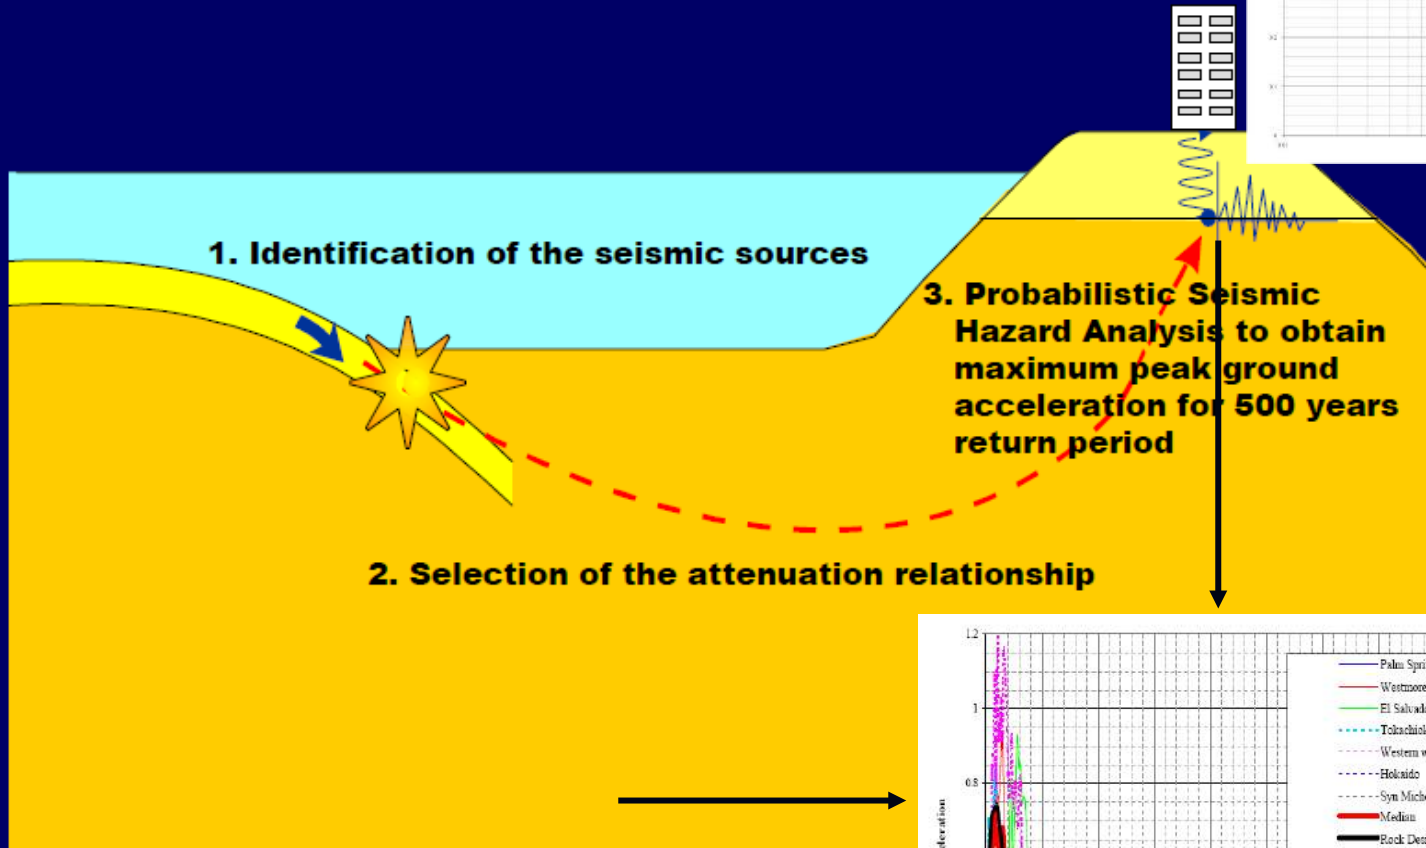 1. Identification of the seismic sources
3. Probabilistic Seismic
Hazard Analysis to obtain
maximum peak ground
acceleration for 500 years
return period
2. Selection of the attenuation relationship
1.2
1
0.8
Palm Spri
Westmore
El Salvad
Tokachiok
Western w
Hokaido
Syn Mich
Median
Rock Des
eleration